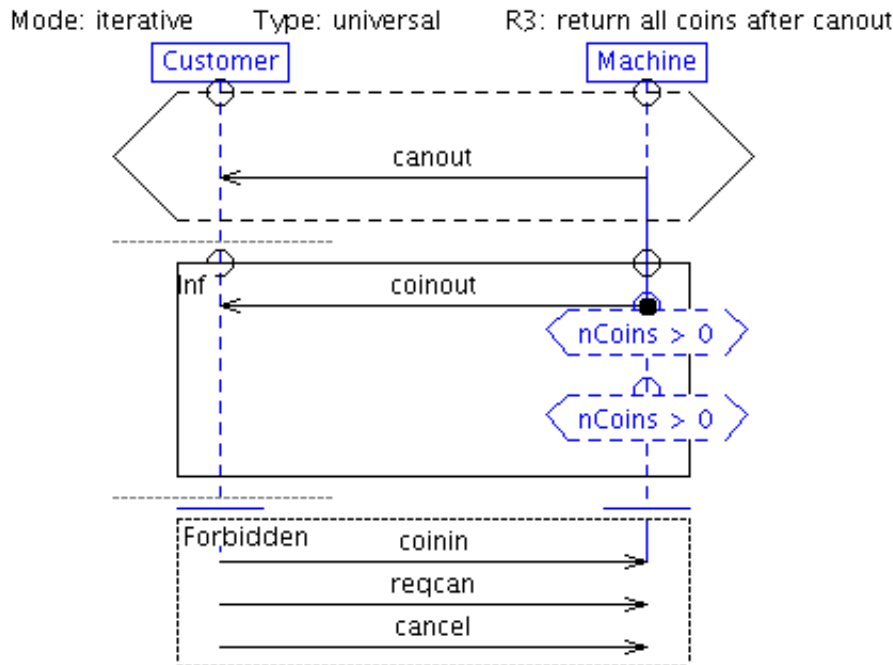 Mode: iterative Type: universal R3: return all coins after canout
Customer Machine
canout
Inf coinout
nCoins > 0
nCoins > 0
Forbidden coinin
reqcan
cancel